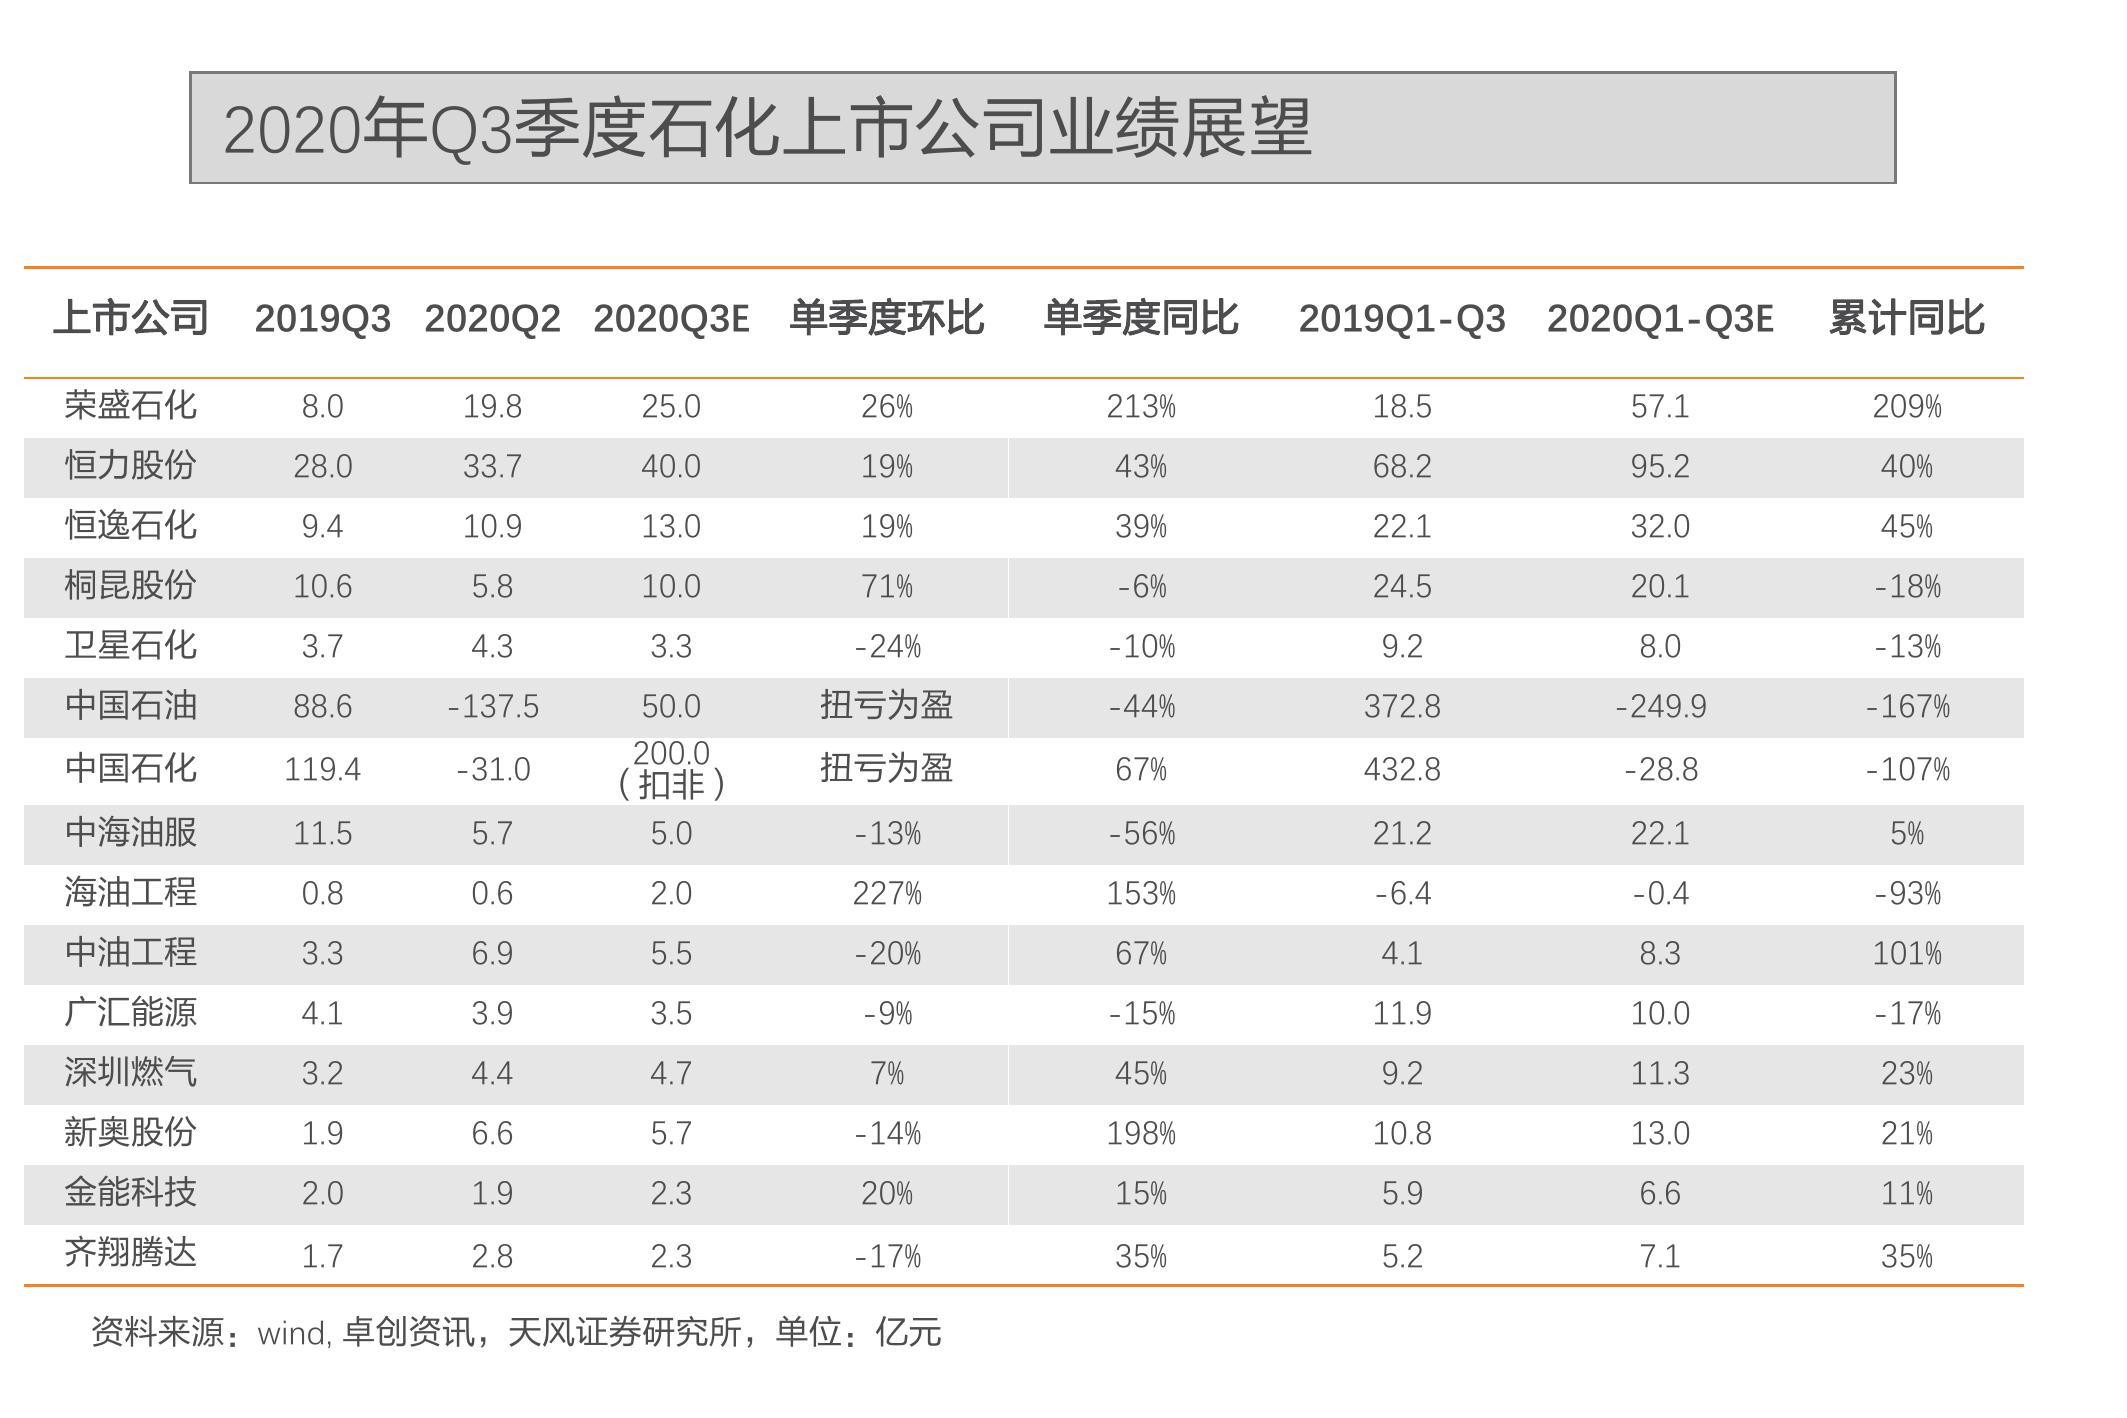 2020年Q3季度石化上市公司业绩展望
上市公司 2019Q3 2020Q2 2020Q3E 单季度环比 单季度同比 2019Q1-Q3 2020Q1-Q3E 累计同比
荣盛石化 8.0 19.8 25.0 26% 213% 18.5 57.1 209%
恒力股份 28.0 33.7 40.0 19% 43% 68.2 95.2 40%
恒逸石化 9.4 10.9 13.0 19% 39% 22.1 32.0 45%
桐昆股份 10.6 5.8 10.0 71% -6% 24.5 20.1 -18%
卫星石化 3.7 4.3 3.3 -24% -10% 9.2 8.0 -13%
中国石油 88.6 -137.5 50.0 扭亏为盈 -44% 372.8 -249.9 -167%
中国石化 119.4 -31.0 200.0（扣非） 扭亏为盈 67% 432.8 -28.8 -107%
中海油服 11.5 5.7 5.0 -13% -56% 21.2 22.1 5%
海油工程 0.8 0.6 2.0 227% 153% -6.4 -0.4 -93%
中油工程 3.3 6.9 5.5 -20% 67% 4.1 8.3 101%
广汇能源 4.1 3.9 3.5 -9% -15% 11.9 10.0 -17%
深圳燃气 3.2 4.4 4.7 7% 45% 9.2 11.3 23%
新奥股份 1.9 6.6 5.7 -14% 198% 10.8 13.0 21%
金能科技 2.0 1.9 2.3 20% 15% 5.9 6.6 11%
齐翔腾达 1.7 2.8 2.3 -17% 35% 5.2 7.1 35%
资料来源：wind, 卓创资讯，天风证券研究所，单位：亿元